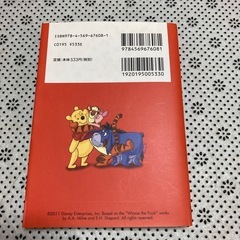 ISBN978-4-569-67608-1
C0195 ¥533E
定価:本体533円(税別)
9784569676081
1920195005330
©2011 Disney Enterprises, Inc. Based on the "Winnie the Pooh" works
by A.A. Milne and E.H. Shepard. All rights reserved.